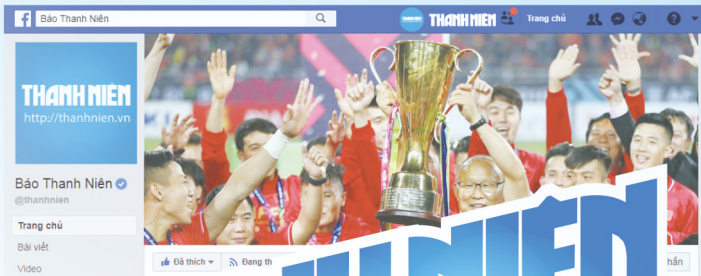 Báo Thanh Niên
THANH NIÊN
Trang chủ
THANH NIÊN
http://thanhnien.vn
Báo Thanh Niên
@thanhnien
Trang chủ
Bài viết
Video
Đã thích
Đang th
hắn